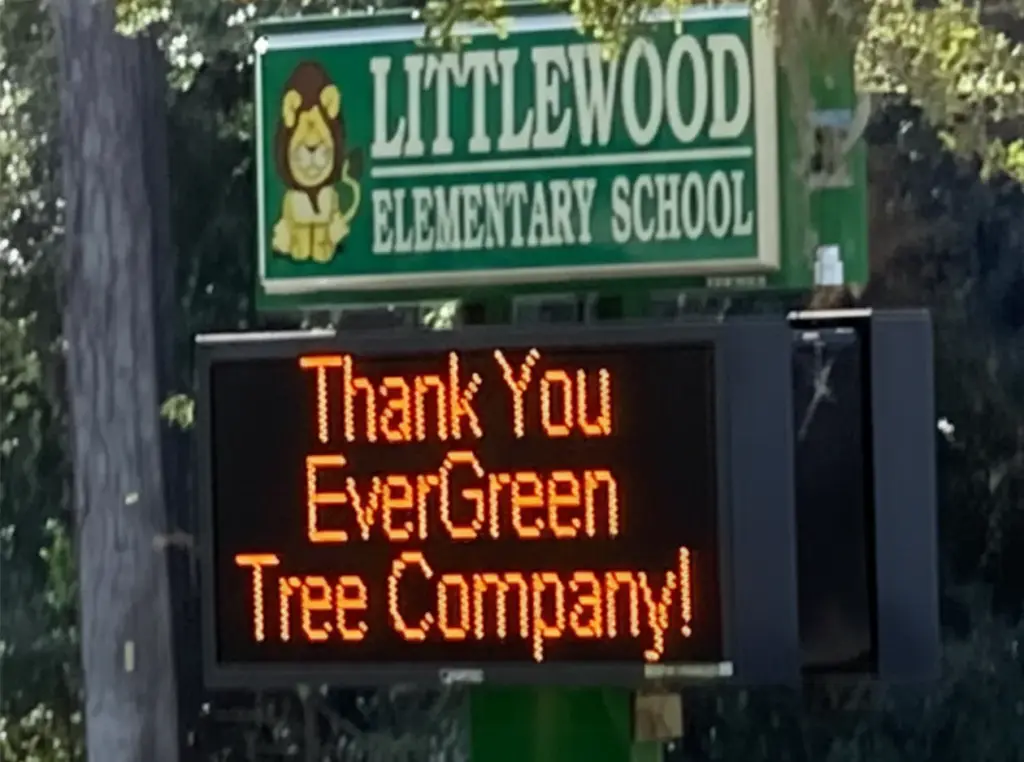 LITTLEWOOD
ELEMENTARY SCHOOL
Thank You
EverGreen
Tree Company!